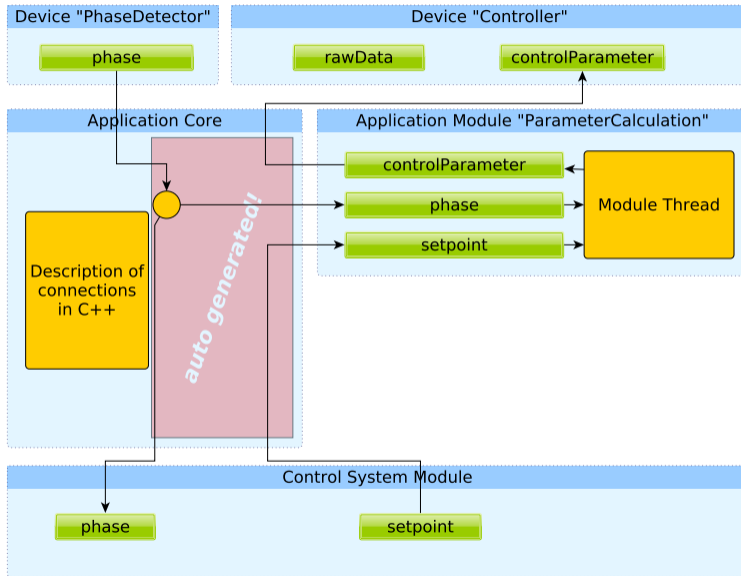 Device "PhaseDetector"
Device "Controller"
phase
rawData
controlParameter
Application Core
Application Module "ParameterCalculation"
controlParameter
phase
setpoint
Module Thread
auto generated!
Description of
connections
in C++
Control System Module
phase
setpoint